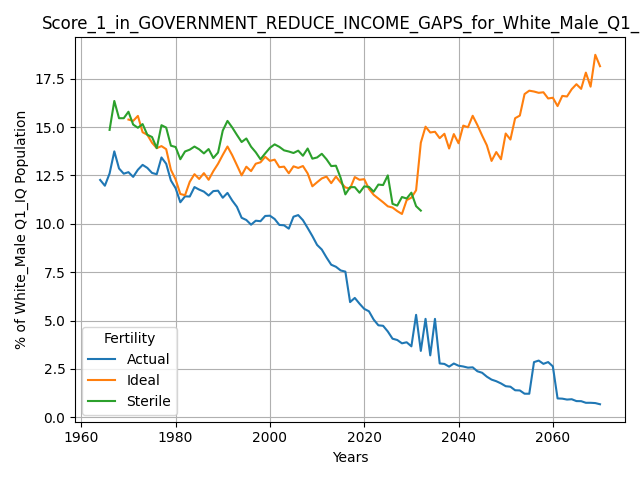 Score_1_in_GOVERNMENT_REDUCE_INCOME_GAPS_for_White_Male_Q1_
% of White_Male Q1_IQ Population
17.5
15.0
12.5
10.0
7.5
5.0
2.5
0.0
Fertility
Actual
Ideal
Sterile
1960
1980
2000
2020
2040
2060
Years